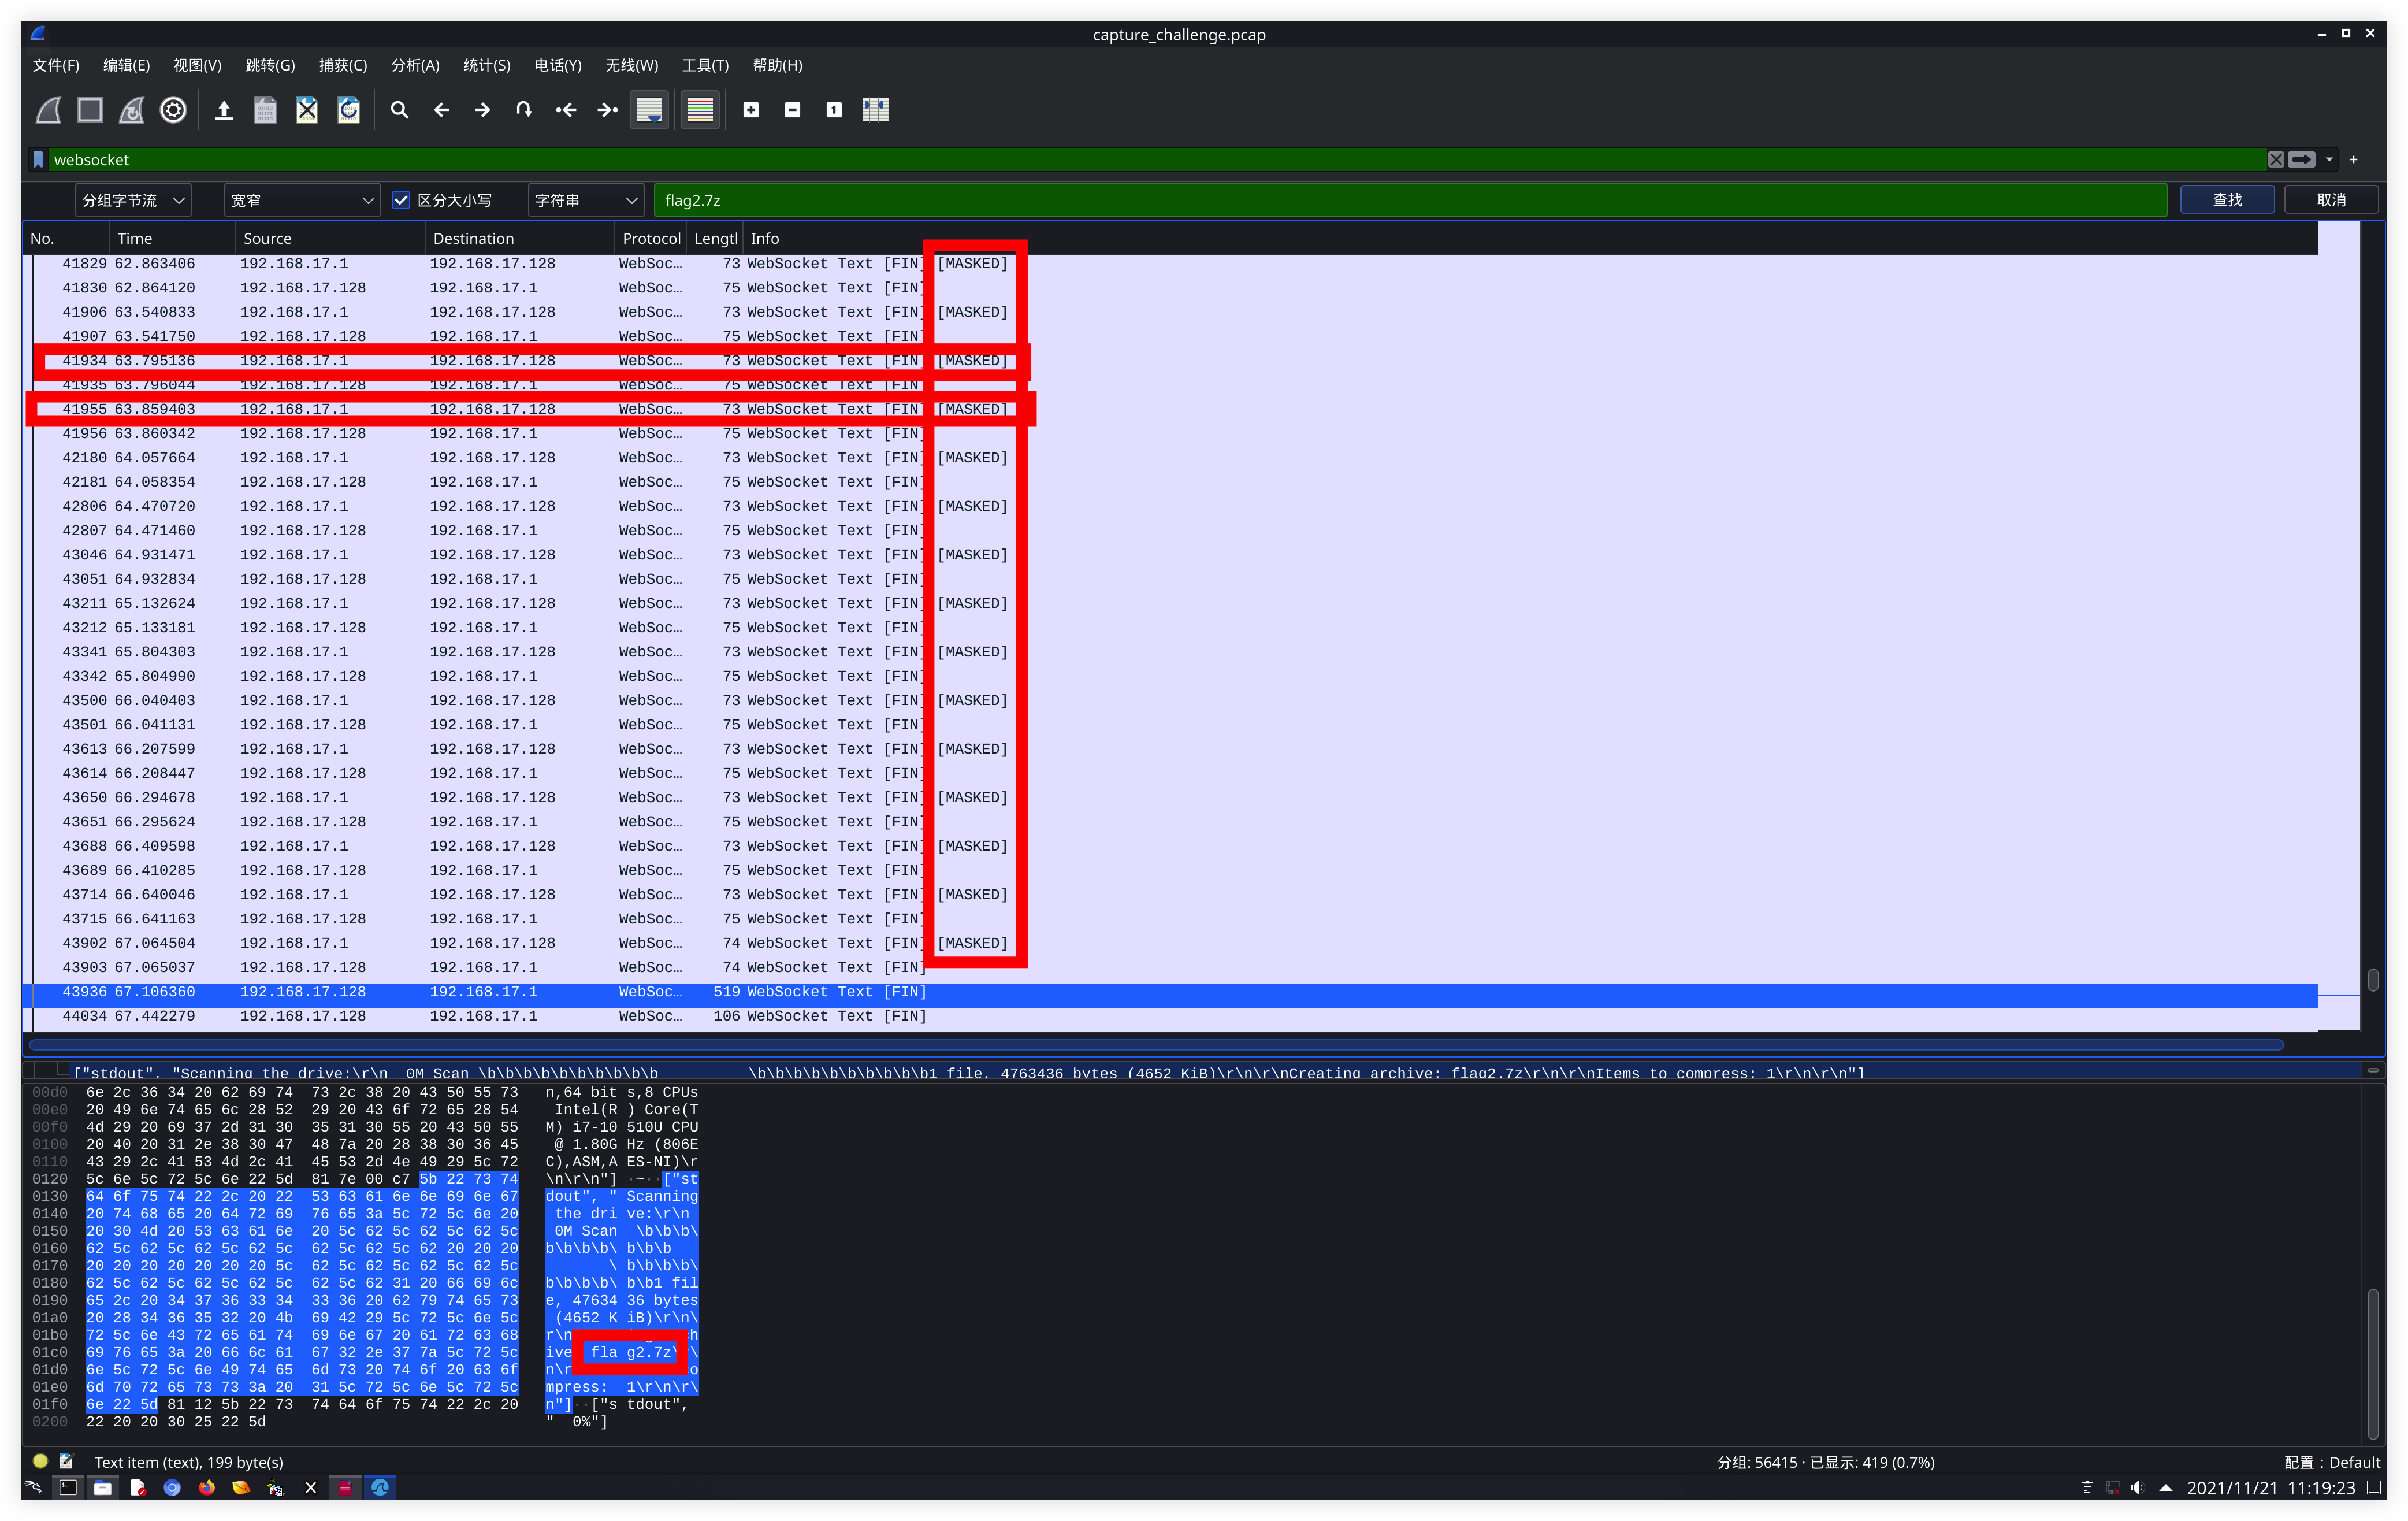 capture_challenge.pcap
文件(F) 编辑(E) 视图(V) 跳转(G) 捕获(C) 分析(A) 统计(S) 电话(Y) 无线(W) 工具(T) 帮助(H)
websocket
分组字节流 宽窄 区分大小写 字符串 flag2.7z 查找 取消
No. Time Source Destination Protocol Lengtl Info
41829 62.863406 192.168.17.1 192.168.17.128 WebSoc… 73 WebSocket Text [FIN] [MASKED]
41830 62.864120 192.168.17.128 192.168.17.1 WebSoc… 75 WebSocket Text [FIN]
41906 63.540833 192.168.17.1 192.168.17.128 WebSoc… 73 WebSocket Text [FIN] [MASKED]
41907 63.541750 192.168.17.128 192.168.17.1 WebSoc… 75 WebSocket Text [FIN]
41934 63.795136 192.168.17.1 192.168.17.128 WebSoc… 73 WebSocket Text [FIN] [MASKED]
41935 63.796044 192.168.17.128 192.168.17.1 WebSoc… 75 WebSocket Text [FIN]
41955 63.859403 192.168.17.1 192.168.17.128 WebSoc… 73 WebSocket Text [FIN] [MASKED]
41956 63.860342 192.168.17.128 192.168.17.1 WebSoc… 75 WebSocket Text [FIN]
42180 64.057664 192.168.17.1 192.168.17.128 WebSoc… 73 WebSocket Text [FIN] [MASKED]
42181 64.058354 192.168.17.128 192.168.17.1 WebSoc… 75 WebSocket Text [FIN]
42806 64.470720 192.168.17.1 192.168.17.128 WebSoc… 73 WebSocket Text [FIN] [MASKED]
42807 64.471460 192.168.17.128 192.168.17.1 WebSoc… 75 WebSocket Text [FIN]
43046 64.931471 192.168.17.1 192.168.17.128 WebSoc… 73 WebSocket Text [FIN] [MASKED]
43051 64.932834 192.168.17.128 192.168.17.1 WebSoc… 75 WebSocket Text [FIN]
43211 65.132624 192.168.17.1 192.168.17.128 WebSoc… 73 WebSocket Text [FIN] [MASKED]
43212 65.133181 192.168.17.128 192.168.17.1 WebSoc… 75 WebSocket Text [FIN]
43341 65.804303 192.168.17.1 192.168.17.128 WebSoc… 73 WebSocket Text [FIN] [MASKED]
43342 65.804990 192.168.17.128 192.168.17.1 WebSoc… 75 WebSocket Text [FIN]
43500 66.040403 192.168.17.1 192.168.17.128 WebSoc… 73 WebSocket Text [FIN] [MASKED]
43501 66.041131 192.168.17.128 192.168.17.1 WebSoc… 75 WebSocket Text [FIN]
43613 66.207599 192.168.17.1 192.168.17.128 WebSoc… 73 WebSocket Text [FIN] [MASKED]
43614 66.208447 192.168.17.128 192.168.17.1 WebSoc… 75 WebSocket Text [FIN]
43650 66.294678 192.168.17.1 192.168.17.128 WebSoc… 73 WebSocket Text [FIN] [MASKED]
43651 66.295624 192.168.17.128 192.168.17.1 WebSoc… 75 WebSocket Text [FIN]
43688 66.409598 192.168.17.1 192.168.17.128 WebSoc… 73 WebSocket Text [FIN] [MASKED]
43689 66.410285 192.168.17.128 192.168.17.1 WebSoc… 75 WebSocket Text [FIN]
43714 66.640046 192.168.17.1 192.168.17.128 WebSoc… 73 WebSocket Text [FIN] [MASKED]
43715 66.641163 192.168.17.128 192.168.17.1 WebSoc… 75 WebSocket Text [FIN]
43902 67.064504 192.168.17.1 192.168.17.128 WebSoc… 74 WebSocket Text [FIN] [MASKED]
43903 67.065037 192.168.17.128 192.168.17.1 WebSoc… 74 WebSocket Text [FIN]
43936 67.106360 192.168.17.128 192.168.17.1 WebSoc… 519 WebSocket Text [FIN]
44034 67.442279 192.168.17.128 192.168.17.1 WebSoc… 106 WebSocket Text [FIN]
["stdout", "Scanning the drive:\r\n  0M Scan \b\b\b\b\b\b\b\b\b\b          \b\b\b\b\b\b\b\b\b\b1 file, 4763436 bytes (4652 KiB)\r\n\r\nCreating archive: flag2.7z\r\n\r\nItems to compress: 1\r\n\r\n"]
00d0 6e 2c 36 34 20 62 69 74 73 2c 38 20 43 50 55 73 n,64 bit s,8 CPUs
00e0 20 49 6e 74 65 6c 28 52 29 20 43 6f 72 65 28 54 Intel(R ) Core(T
00f0 4d 29 20 69 37 2d 31 30 35 31 30 55 20 43 50 55 M) i7-10 510U CPU
0100 20 40 20 31 2e 38 30 47 48 7a 20 28 38 30 36 45 @ 1.80G Hz (806E
0110 43 29 2c 41 53 4d 2c 41 45 53 2d 4e 49 29 5c 72 C),ASM,A ES-NI)\r
0120 5c 6e 5c 72 5c 6e 22 5d 81 7e 00 c7 5b 22 73 74 \n\r\n"] ·~··["st
0130 64 6f 75 74 22 2c 20 22 53 63 61 6e 6e 69 6e 67 dout", " Scanning
0140 20 74 68 65 20 64 72 69 76 65 3a 5c 72 5c 6e 20 the dri ve:\r\n
0150 20 30 4d 20 53 63 61 6e 20 5c 62 5c 62 5c 62 5c 0M Scan \b\b\b\
0160 62 5c 62 5c 62 5c 62 5c 62 5c 62 5c 62 20 20 20 b\b\b\b\ b\b\b
0170 20 20 20 20 20 20 20 5c 62 5c 62 5c 62 5c 62 5c \ b\b\b\b\
0180 62 5c 62 5c 62 5c 62 5c 62 5c 62 31 20 66 69 6c b\b\b\b\ b\b1 fil
0190 65 2c 20 34 37 36 33 34 33 36 20 62 79 74 65 73 e, 47634 36 bytes
01a0 20 28 34 36 35 32 20 4b 69 42 29 5c 72 5c 6e 5c (4652 K iB)\r\n\
01b0 72 5c 6e 43 72 65 61 74 69 6e 67 20 61 72 63 68 r\n h
01c0 69 76 65 3a 20 66 6c 61 67 32 2e 37 7a 5c 72 5c ive fla g2.7z\r\
01d0 6e 5c 72 5c 6e 49 74 65 6d 73 20 74 6f 20 63 6f n\r o
01e0 6d 70 72 65 73 73 3a 20 31 5c 72 5c 6e 5c 72 5c mpress: 1\r\n\r\
01f0 6e 22 5d 81 12 5b 22 73 74 64 6f 75 74 22 2c 20 n"]··["s tdout",
0200 22 20 20 30 25 22 5d "  0%"]
Text item (text), 199 byte(s) 分组: 56415 · 已显示: 419 (0.7%) 配置：Default
2021/11/21 11:19:23